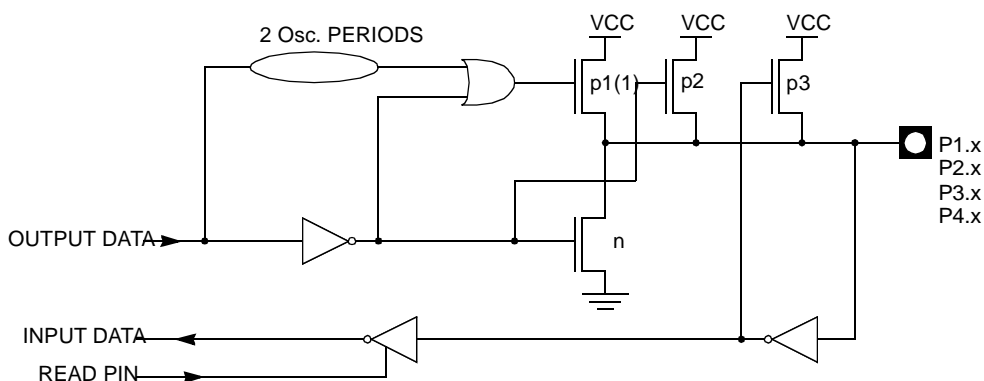 VCC VCC VCC
2 Osc. PERIODS
p1(1) p2 p3
P1.x
P2.x
P3.x
P4.x
OUTPUT DATA
n
INPUT DATA
READ PIN